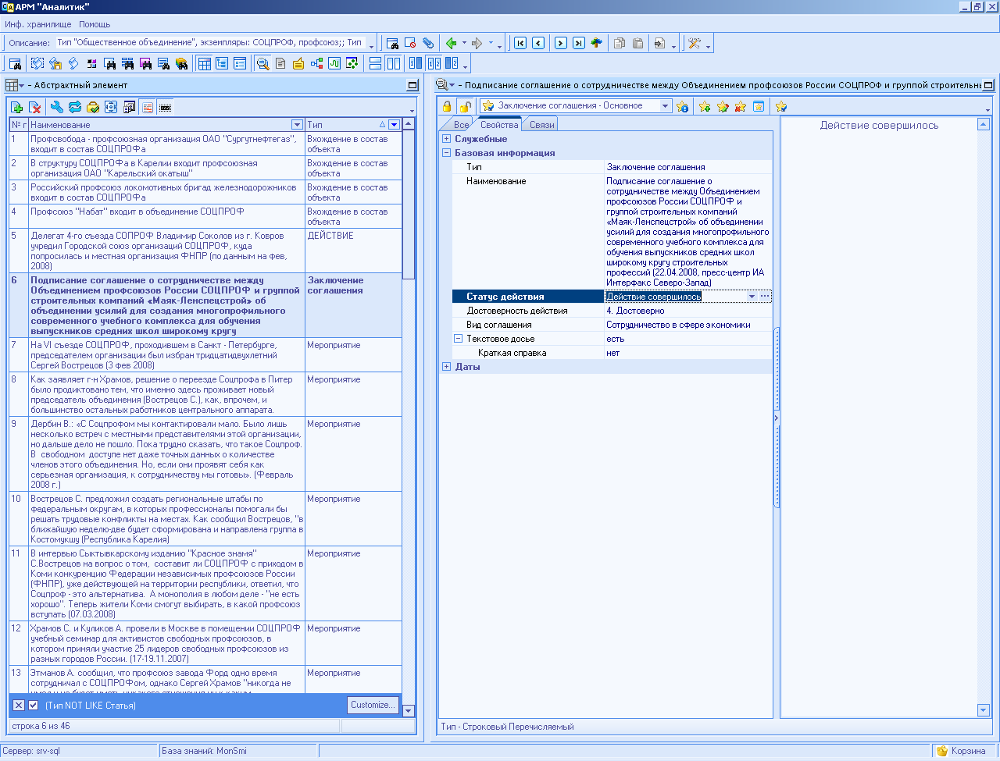 АРМ "Аналитик"
Инф. хранилище Помощь
Описание: Тип "Общественное объединение", экземпляры: СОЦПРОФ, профсоюз;; Тип
- Абстрактный элемент
№ Наименование Тип
1 Профсвобода - профсоюзная организация ОАО "Сургутнефтегаз", Вхождение в состав
входит в состав СОЦПРОФа объекта
2 В структуру СОЦПРОФа в Карелии входит профсоюзная Вхождение в состав
организация ОАО "Карельский окатыш" объекта
3 Российский профсоюз локомотивных бригад железнодорожников Вхождение в состав
входит в состав СОЦПРОФа объекта
4 Профсоюз "Набат" входит в объединение СОЦПРОФ Вхождение в состав
объекта
5 Делегат 4-го съезда СОПРОФ Владимир Соколов из г. Ковров ДЕЙСТВИЕ
учредил Городской союз организаций СОЦПРОФ, куда
попросилась и местная организация ФНПР (по данным на фев,
2008)
6 Подписание соглашение о сотрудничестве между Заключение
Объединением профсоюзов России СОЦПРОФ и группой соглашения
строительных компаний «Маяк-Ленспецстрой» об
объединении усилий для создания многопрофильного
современного учебного комплекса для обучения
выпускников средних школ широкому кругу
7 На VI съезде СОЦПРОФ, проходившем в Санкт - Петербурге, Мероприятие
председателем организации был избран тридцатидвухлетний
Сергей Вострецов (3 фев 2008)
8 Как заявляет г-н Храмов, решение о переезде Соцпрофа в Питер Мероприятие
было продиктовано тем, что именно здесь проживает новый
председатель объединения (Вострецов С.), как, впрочем, и
большинство остальных работников центрального аппарата.
9 Дербин В.: «С Соцпрофом мы контактировали мало. Было лишь Мероприятие
несколько встреч с местными представителями этой организации,
но дальше дело не пошло. Пока трудно сказать, что такое Соцпроф.
В свободном доступе нет даже точных данных о количестве
членов этого объединения. Но, если они проявят себя как
серьезная организация, к сотрудничеству мы готовы». (Февраль
2008 г.)
10 Вострецов С. предложил создать региональные штабы по Мероприятие
федеральным округам, в которых профессионалы помогали бы
решать трудовые конфликты на местах. Как сообщил Вострецов, "в
ближайшую неделю-две будет сформирована и направлена группа в
Костомукшу (Республика Карелия)
11 В интервью Сыктывкарскому изданию "Красное знамя" Мероприятие
С.Вострецов на вопрос о том, составит ли СОЦПРОФ с приходом в
Коми конкуренцию Федерации независимых профсоюзов России
(ФНПР), уже действующей на территории республики, ответил, что
Соцпроф - это альтернатива. А монополия в любом деле - "не есть
хорошо". Теперь жители Коми смогут выбирать, в какой профсоюз
вступать (07.03.2008)
12 Храмов С. и Куликов А. провели в Москве в помещении СОЦПРОФ Мероприятие
учебный семинар для активистов свободных профсоюзов, в
котором приняли участие 25 лидеров свободных профсоюзов из
разных городов России. (17-19.11.2007)
13 Этманов А. сообщил, что профсоюз завода Форд одно время Мероприятие
сотрудничал с СОЦПРОФом, однако Сергей Храмов "никогда не
(Тип NOT LIKE Статья) Customize...
строка 6 из 46
- Подписание соглашение о сотрудничестве между Объединением профсоюзов России СОЦПРОФ и группой строительн
Заключение соглашения - Основное
Все Свойства Связи
Служебные
Базовая информация
Тип Заключение соглашения
Наименование Подписание соглашение о
сотрудничестве между Объединением
профсоюзов России СОЦПРОФ и
группой строительных компаний
«Маяк-Ленспецстрой» об объединении
усилий для создания многопрофильного
современного учебного комплекса для
обучения выпускников средних школ
широкому кругу строительных
профессий (22.04.2008, пресс-центр ИА
Интерфакс Северо-Запад)
Статус действия Действие совершилось
Достоверность действия 4. Достоверно
Вид соглашения Сотрудничество в сфере экономики
Текстовое досье есть
Краткая справка нет
Даты
Действие совершилось
Тип - Строковый Перечисляемый
Сервер: srv-sql База знаний: MonSmi Корзина